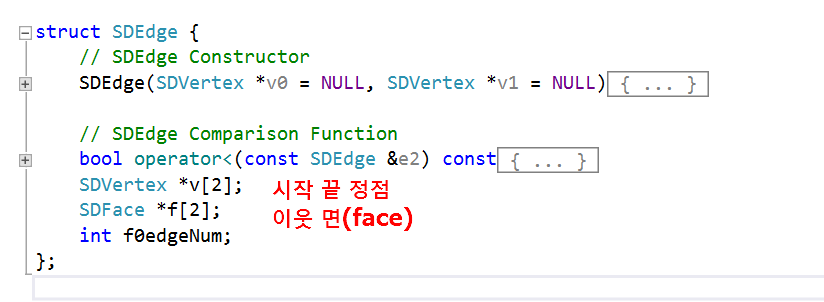 struct SDEdge {
// SDEdge Constructor
SDEdge(SDVertex *v0 = NULL, SDVertex *v1 = NULL){ ... }
// SDEdge Comparison Function
bool operator<(const SDEdge &e2) const{ ... }
SDVertex *v[2]; 시작 끝 정점
SDFace *f[2]; 이웃 면(face)
int f0edgeNum;
};